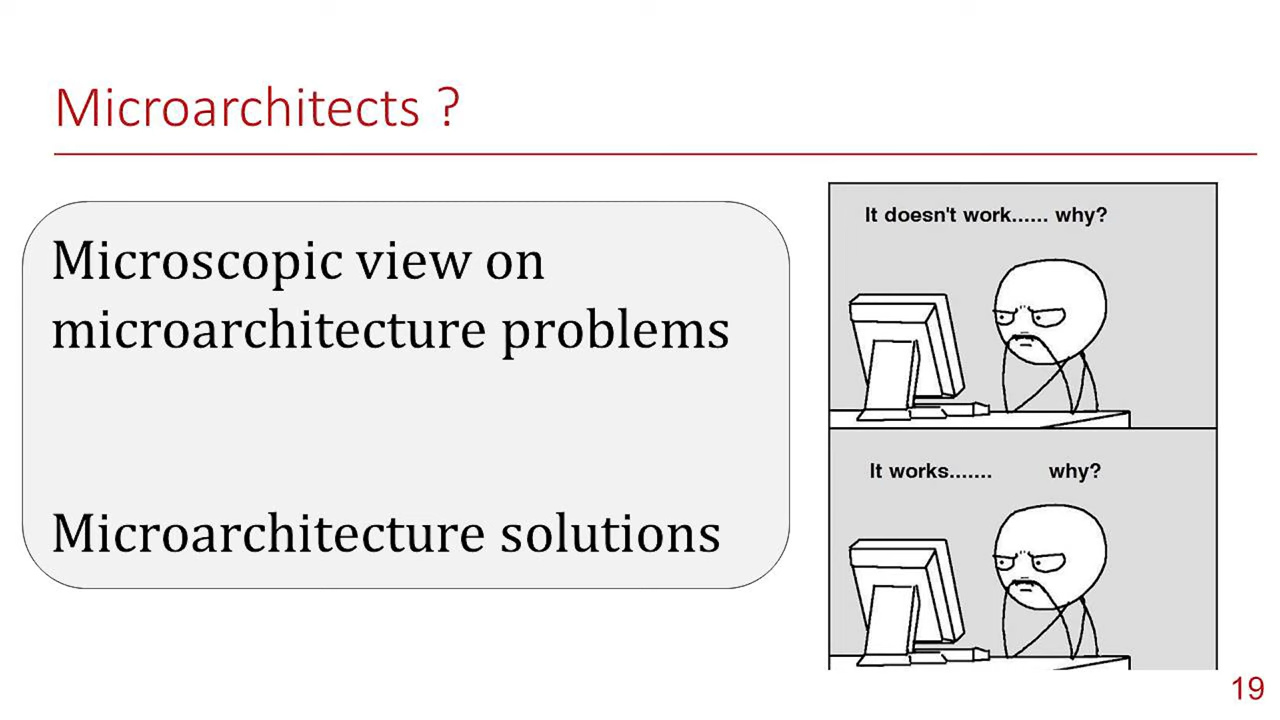 Microarchitects ?
Microscopic view on
microarchitecture problems
Microarchitecture solutions
It doesn't work...... why?
It works....... why?
19